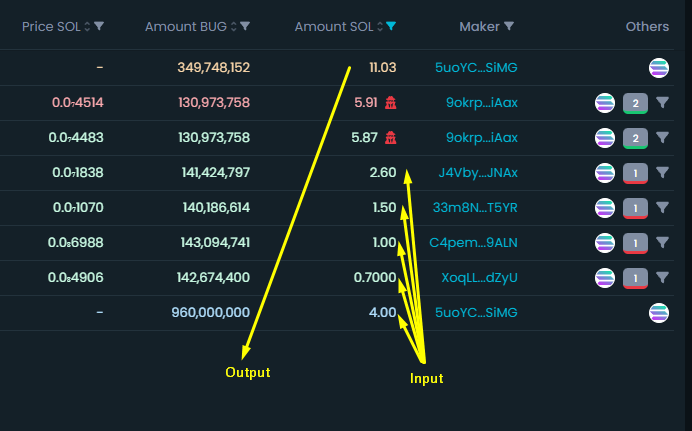 Price SOL Amount BUG Amount SOL Maker Others
- 349,748,152 11.03 5uoYC...SiMG
0.0₇4514 130,973,758 5.91 9okrp...iAax 2
0.0₇4483 130,973,758 5.87 9okrp...iAax 2
0.0₇1838 141,424,797 2.60 J4Vby...JNAx 1
0.0₇1070 140,186,614 1.50 33m8N...T5YR 1
0.0₈6988 143,094,741 1.00 C4pem...9ALN 1
0.0₈4906 142,674,400 0.7000 XoqLL...dZyU 1
- 960,000,000 4.00 5uoYC...SiMG
Output
Input